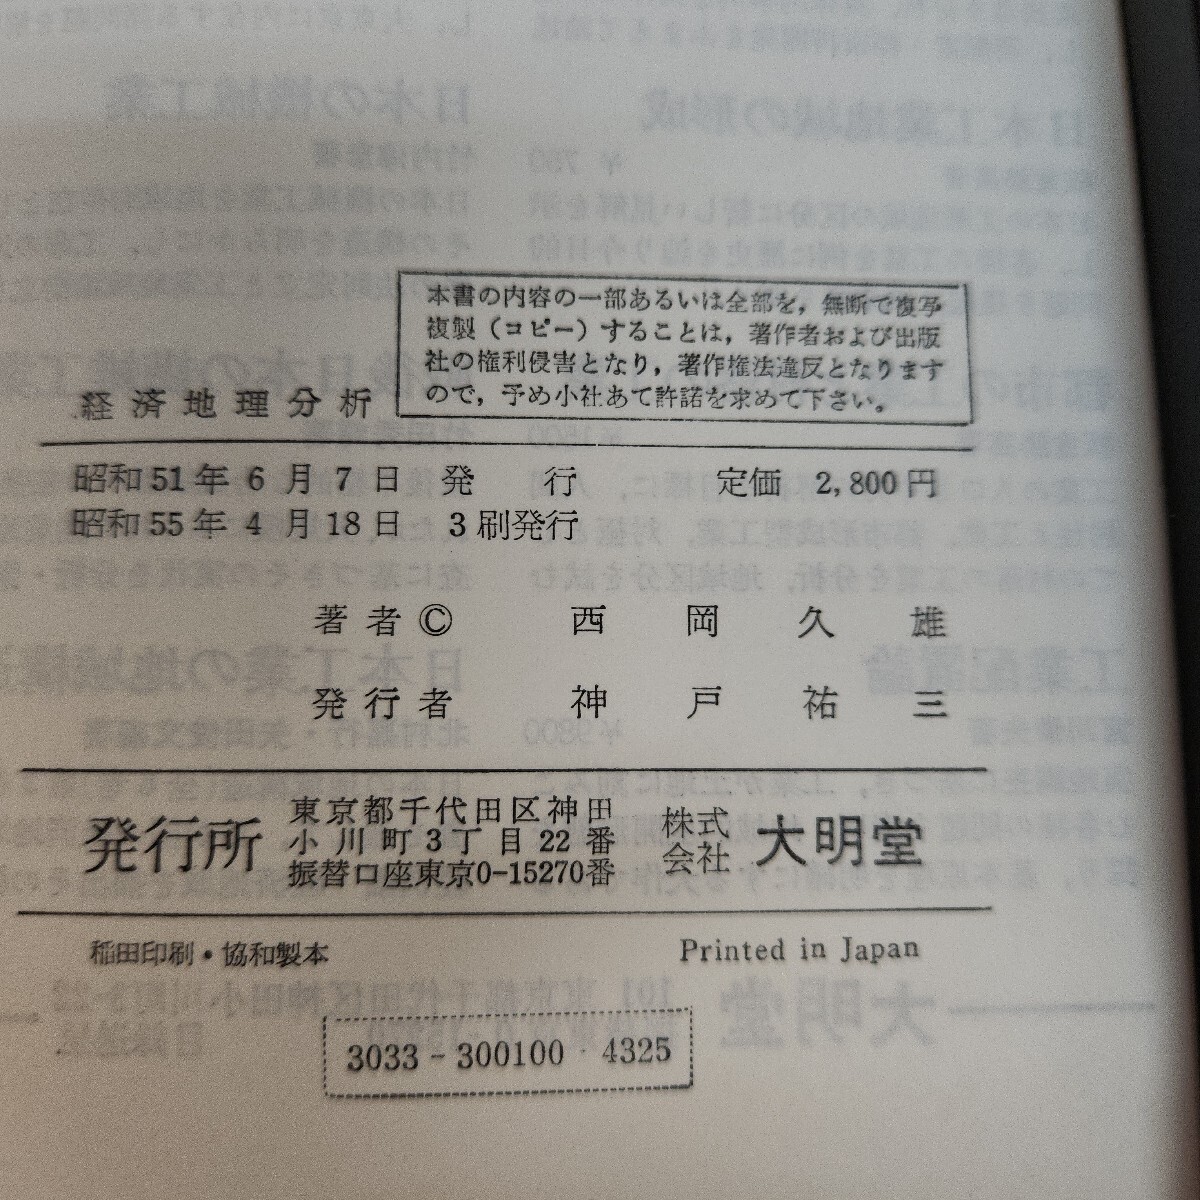 本書の内容の一部あるいは全部を，無断で複写
複製（コピー）することは，著作者および出版
社の権利侵害となり，著作権法違反となります
ので，予め小社あて許諾を求めて下さい。
経済地理分析
昭和51年 6 月 7 日 発 行 定価 2,800円
昭和55年 4 月18日 3刷発行
著者© 西岡久雄
発行者 神戸祐三
発行所
東京都千代田区神田
小川町3丁目22番
振替口座東京0-15270番
株式
会社
大明堂
稲田印刷・協和製本 Printed in Japan
3033-300100 4325